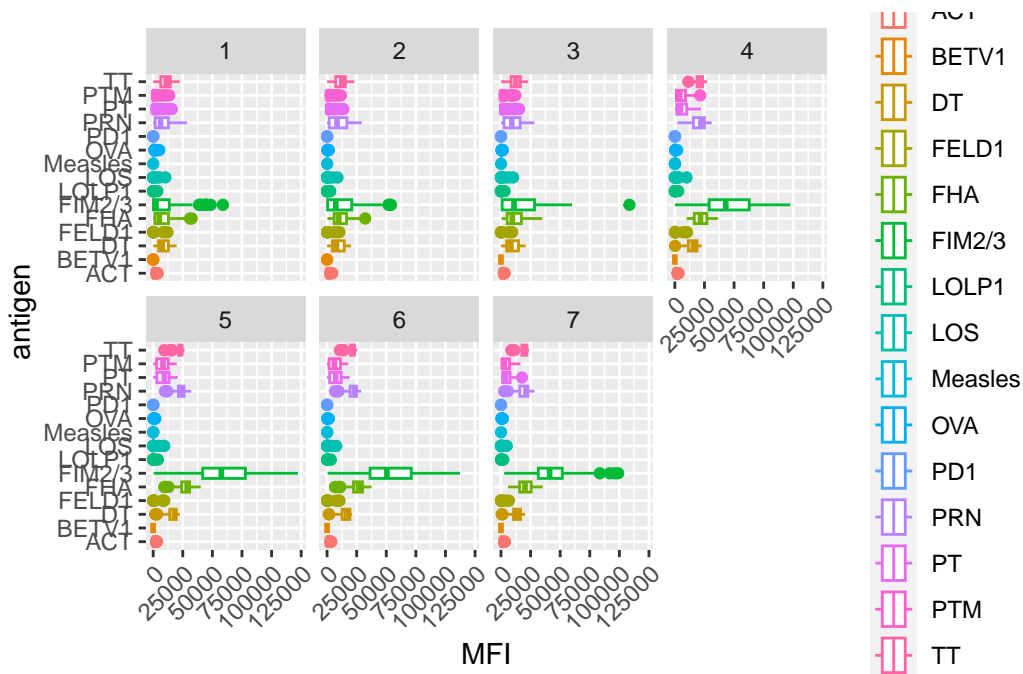 1 2 3 4
TT
PTM
PT
PRN
PD1
OVA
Measles
LOS
LOLP1
FIM2/3
FHA
FELD1
DT
BETV1
ACT
0 25000 50000 75000 100000 125000
5 6 7
TT
PTM
PT
PRN
PD1
OVA
Measles
LOS
LOLP1
FIM2/3
FHA
FELD1
DT
BETV1
ACT
0 25000 50000 75000 100000 125000
0 25000 50000 75000 100000 125000
0 25000 50000 75000 100000 125000
antigen
MFI
ACT
BETV1
DT
FELD1
FHA
FIM2/3
LOLP1
LOS
Measles
OVA
PD1
PRN
PT
PTM
TT